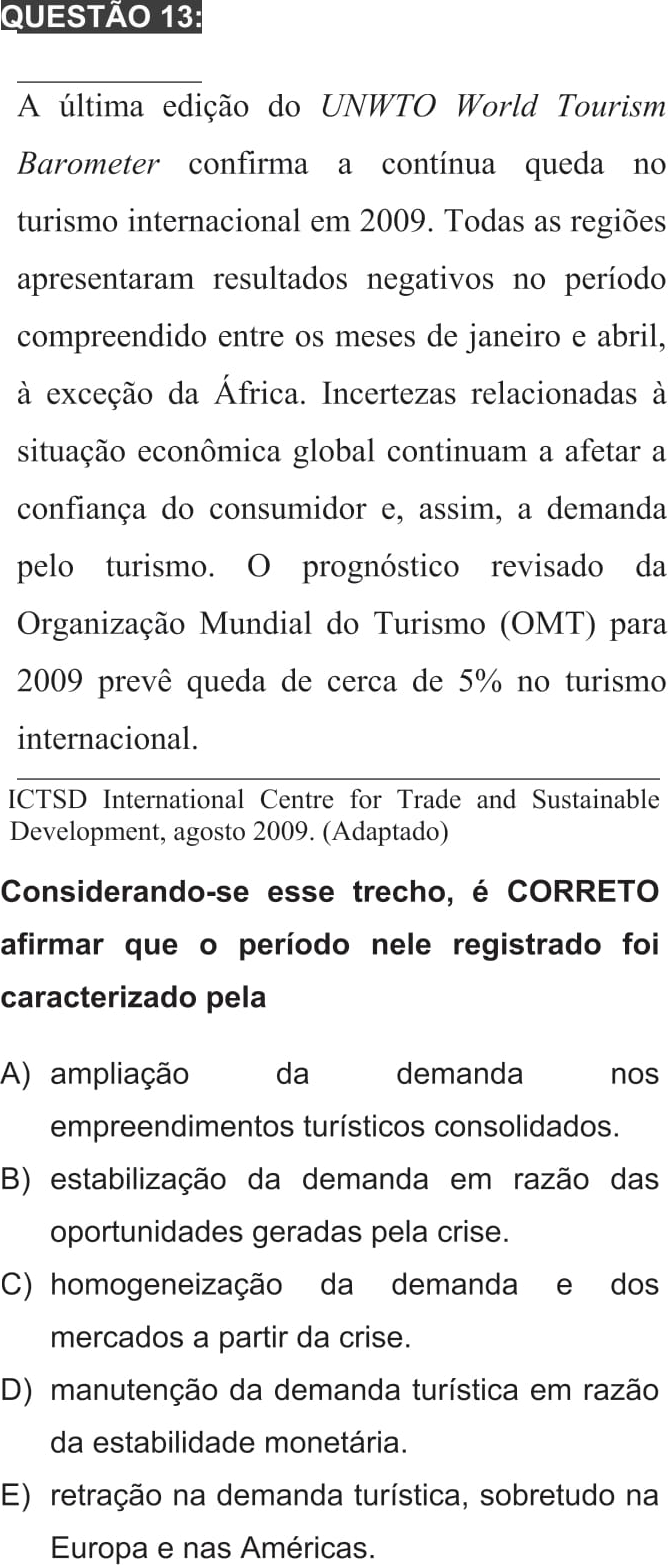 QUESTÃO 13:
A última edição do UNWTO World Tourism
Barometer confirma a contínua queda no
turismo internacional em 2009. Todas as regiões
apresentaram resultados negativos no período
compreendido entre os meses de janeiro e abril,
à exceção da África. Incertezas relacionadas à
situação econômica global continuam a afetar a
confiança do consumidor e, assim, a demanda
pelo turismo. O prognóstico revisado da
Organização Mundial do Turismo (OMT) para
2009 prevê queda de cerca de 5% no turismo
internacional.
ICTSD International Centre for Trade and Sustainable
Development, agosto 2009. (Adaptado)
Considerando-se esse trecho, é CORRETO
afirmar que o período nele registrado foi
caracterizado pela
A) ampliação da demanda nos
empreendimentos turísticos consolidados.
B) estabilização da demanda em razão das
oportunidades geradas pela crise.
C) homogeneização da demanda e dos
mercados a partir da crise.
D) manutenção da demanda turística em razão
da estabilidade monetária.
E) retração na demanda turística, sobretudo na
Europa e nas Américas.